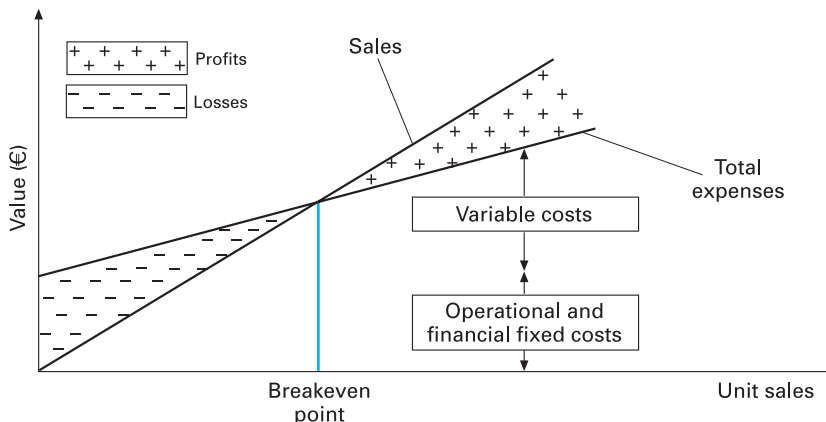 Profits
Losses
Sales
Value (€)
Total
expenses
Variable costs
Operational and
financial fixed costs
Breakeven
point
Unit sales